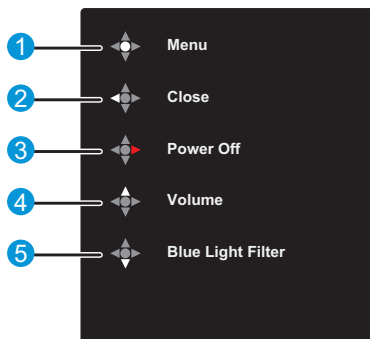 1 Menu
2 Close
3 Power Off
4 Volume
5 Blue Light Filter